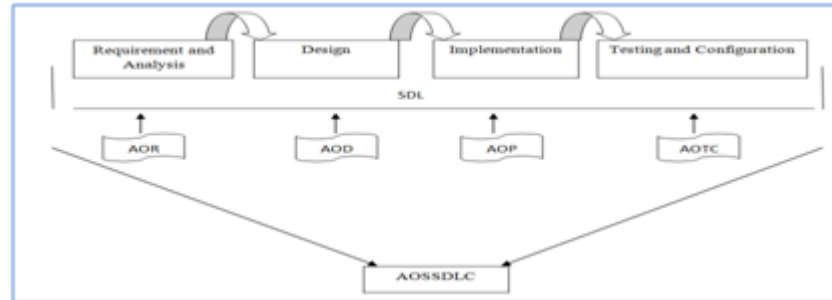 Requirement and
Analysis
Design
Implementation
Testing and Configuration
SDL
AOR
AOD
AOP
AOTC
AOSSDLC